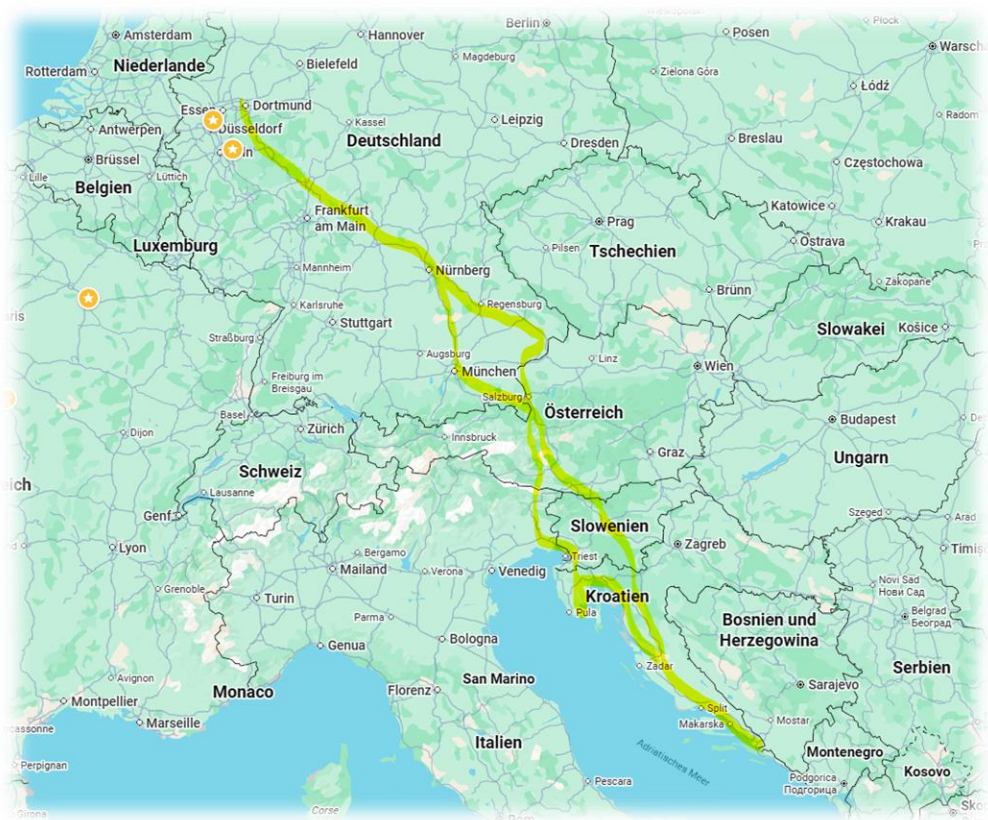 Berlin
Posen
Płock
Amsterdam
Hannover
Warsch
Rotterdam
Niederlande
Bielefeld
Magdeburg
Zielona Góra
Łódź
Essen
Dortmund
Antwerpen
Düsseldorf
Kassel
Leipzig
Radom
Deutschland
Breslau
Brüssel
Dresden
Częstochowa
Lille
Lüttich
Belgien
Katowice
Krakau
Frankfurt
am Main
Prag
Luxemburg
Pilsen
Tschechien
Ostrava
Mannheim
Nürnberg
Zakopane
Brünn
Karlsruhe
Regensburg
Stuttgart
Slowakei
Košice
Straßburg
Augsburg
Linz
München
Wien
Freiburg im
Breisgau
Salzburg
Österreich
Basel
Budapest
Zürich
Dijon
Innsbruck
Graz
Ungarn
Schweiz
Lausanne
Genf
Szeged
Arad
Slowenien
Zagreb
Lyon
Bergamo
Triest
Mailand
Verona
Venedig
Novi Sad
Нови Сад
Grenoble
Turin
Kroatien
Parma
Pula
Bosnien und
Herzegowina
Belgrad
Београд
Genua
Bologna
Zadar
Serbien
Avignon
San Marino
Sarajevo
Monaco
Florenz
Montpellier
Split
Marseille
Makarska
Mostar
Italien
Montenegro
Adriatisches Meer
Perpignan
Pescara
Podgorica
Подгорица
Kosovo
Corse
Girona